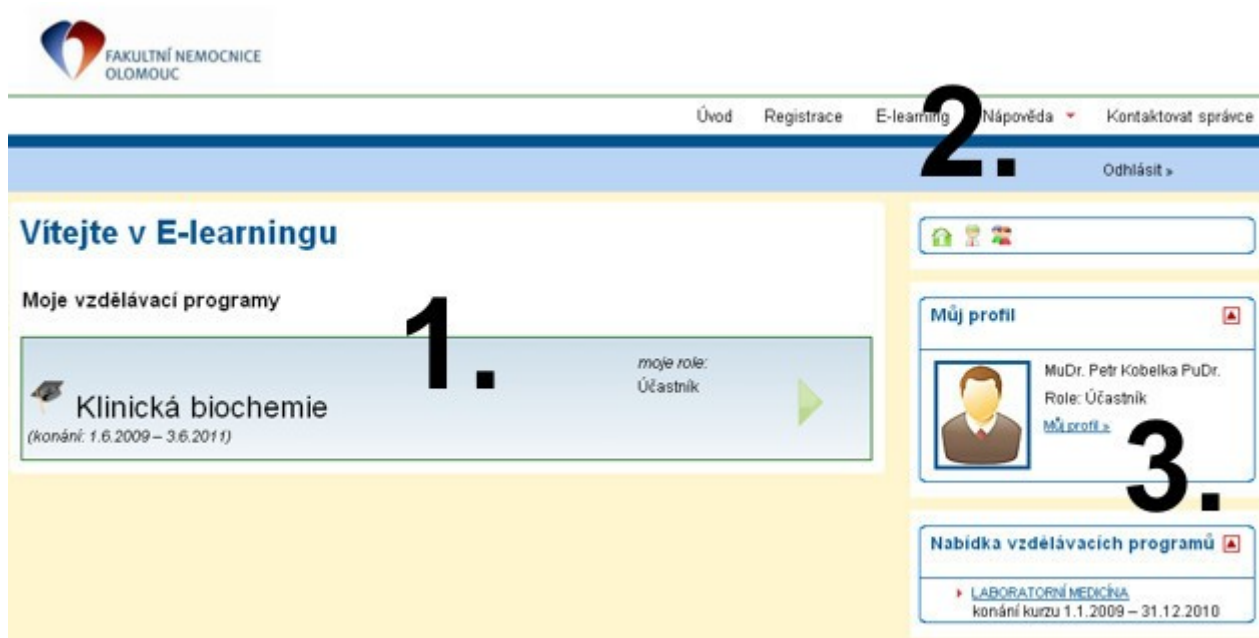 FAKULTNÍ NEMOCNICE
OLOMOUC
Úvod Registrace E-learning Nápověda Kontaktovat správce
2.
Odhlásit »
Vítejte v E-learningu
Moje vzdělávací programy
1.
moje role:
Účastník
Klinická biochemie
(konání: 1.6.2009 – 3.6.2011)
Můj profil
MuDr. Petr Kobelka PuDr.
Role: Účastník
Můj profil »
3.
Nabídka vzdělávacích programů
LABORATORNÍ MEDICÍNA
konání kurzu 1.1.2009 – 31.12.2010